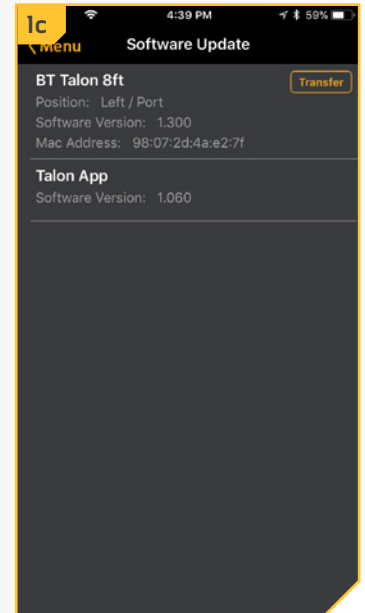 1c
4:39 PM
59%
Menu
Software Update
BT Talon 8ft
Transfer
Position: Left / Port
Software Version: 1.300
Mac Address: 98:07:2d:4a:e2:7f
Talon App
Software Version: 1.060